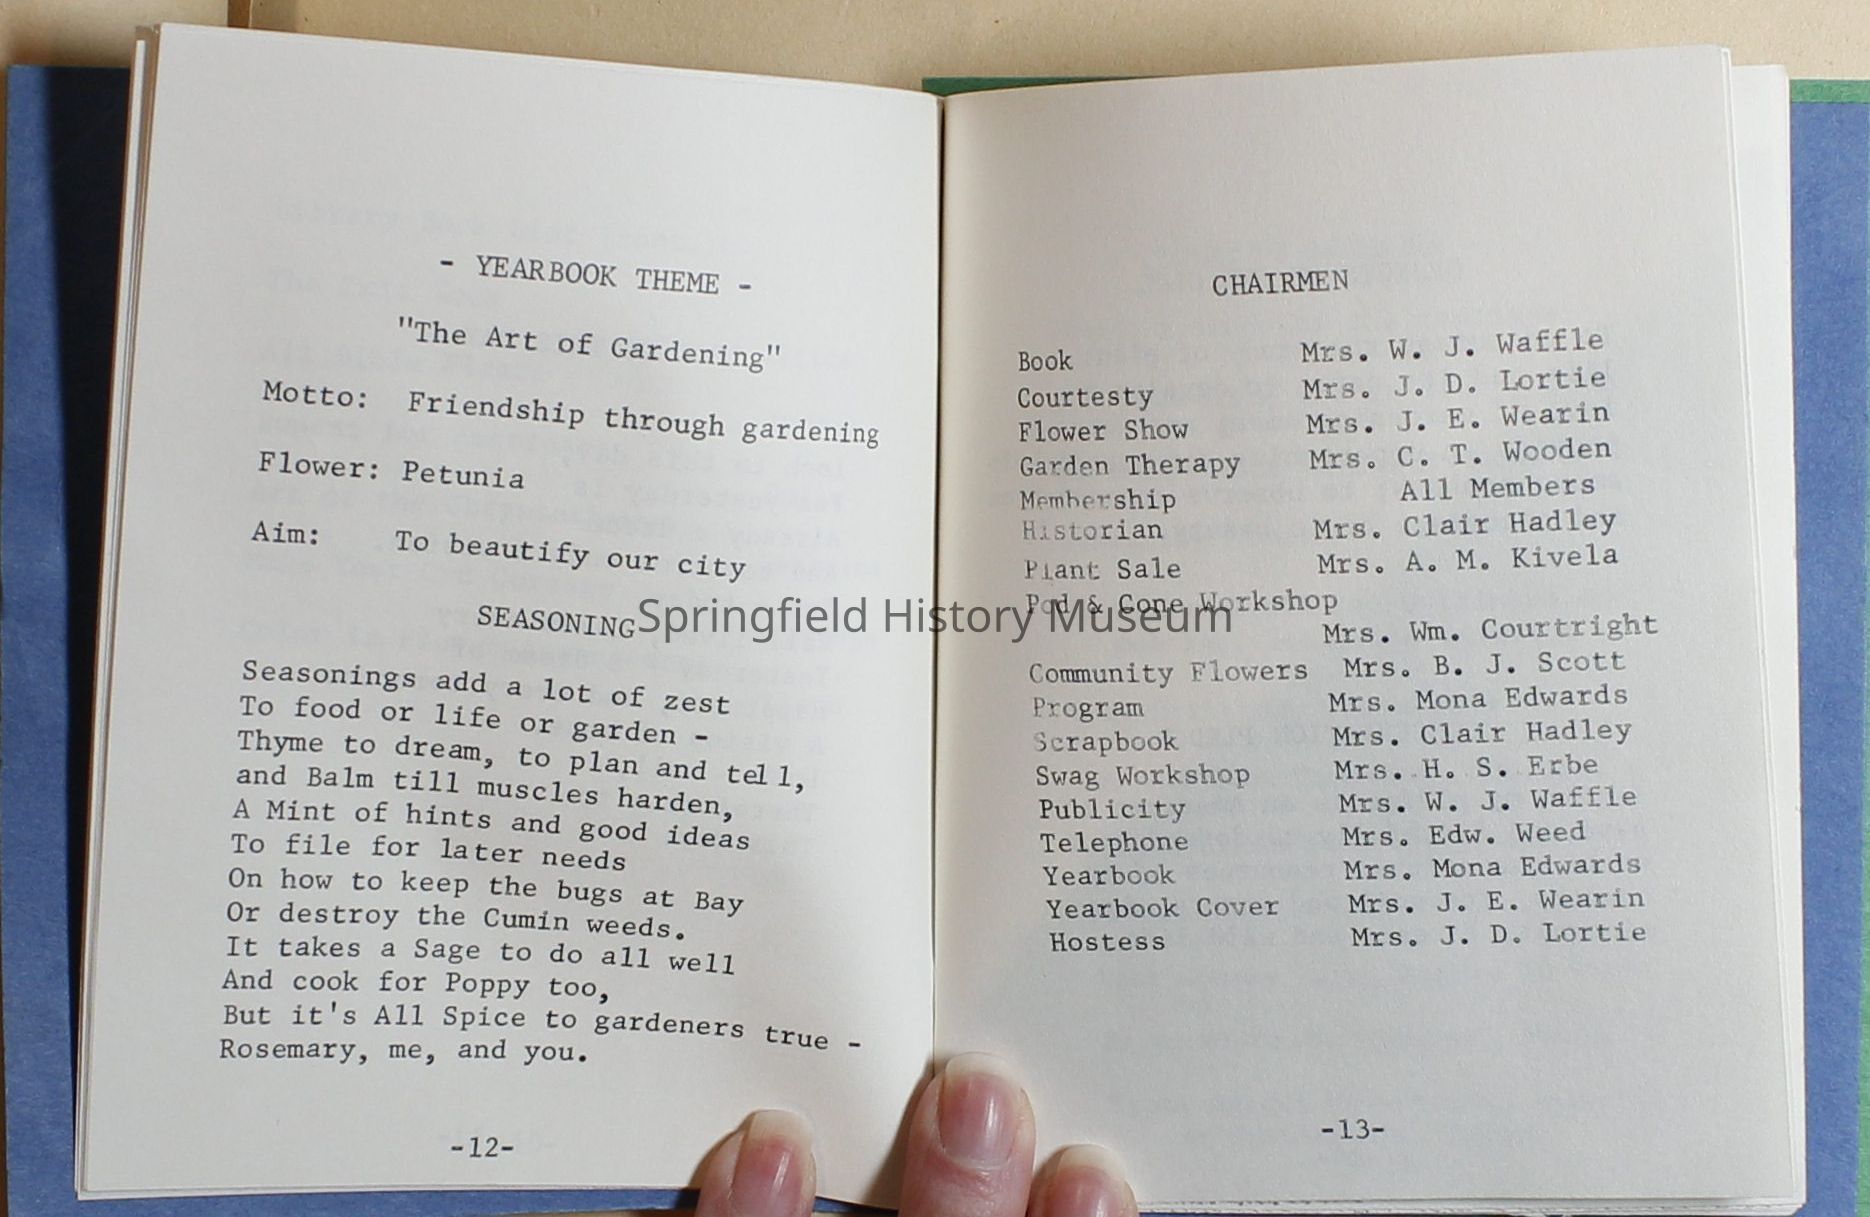 - YEARBOOK THEME -
"The Art of Gardening"
Motto: Friendship through gardening
Flower: Petunia
Aim: To beautify our city
SEASONING
Seasonings add a lot of zest
To food or life or garden -
Thyme to dream, to plan and tell,
and Balm till muscles harden,
A Mint of hints and good ideas
To file for later needs
On how to keep the bugs at Bay
Or destroy the Cumin weeds.
It takes a Sage to do all well
And cook for Poppy too,
But it's All Spice to gardeners true -
Rosemary, me, and you.
-12-
CHAIRMEN
Book Mrs. W. J. Waffle
Courtesty Mrs. J. D. Lortie
Flower Show Mrs. J. E. Wearin
Garden Therapy Mrs. C. T. Wooden
Membership All Members
Historian Mrs. Clair Hadley
Plant Sale Mrs. A. M. Kivela
Pod & Cone Workshop
Mrs. Wm. Courtright
Community Flowers Mrs. B. J. Scott
Program Mrs. Mona Edwards
Scrapbook Mrs. Clair Hadley
Swag Workshop Mrs. H. S. Erbe
Publicity Mrs. W. J. Waffle
Telephone Mrs. Edw. Weed
Yearbook Mrs. Mona Edwards
Yearbook Cover Mrs. J. E. Wearin
Hostess Mrs. J. D. Lortie
-13-
Springfield History Museum